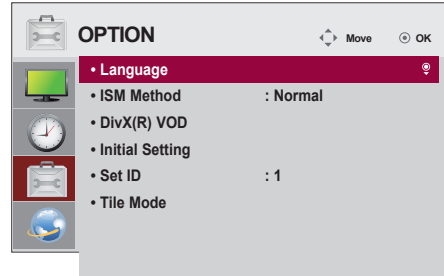 OPTION Move OK
• Language
• ISM Method : Normal
• DivX(R) VOD
• Initial Setting
• Set ID : 1
• Tile Mode